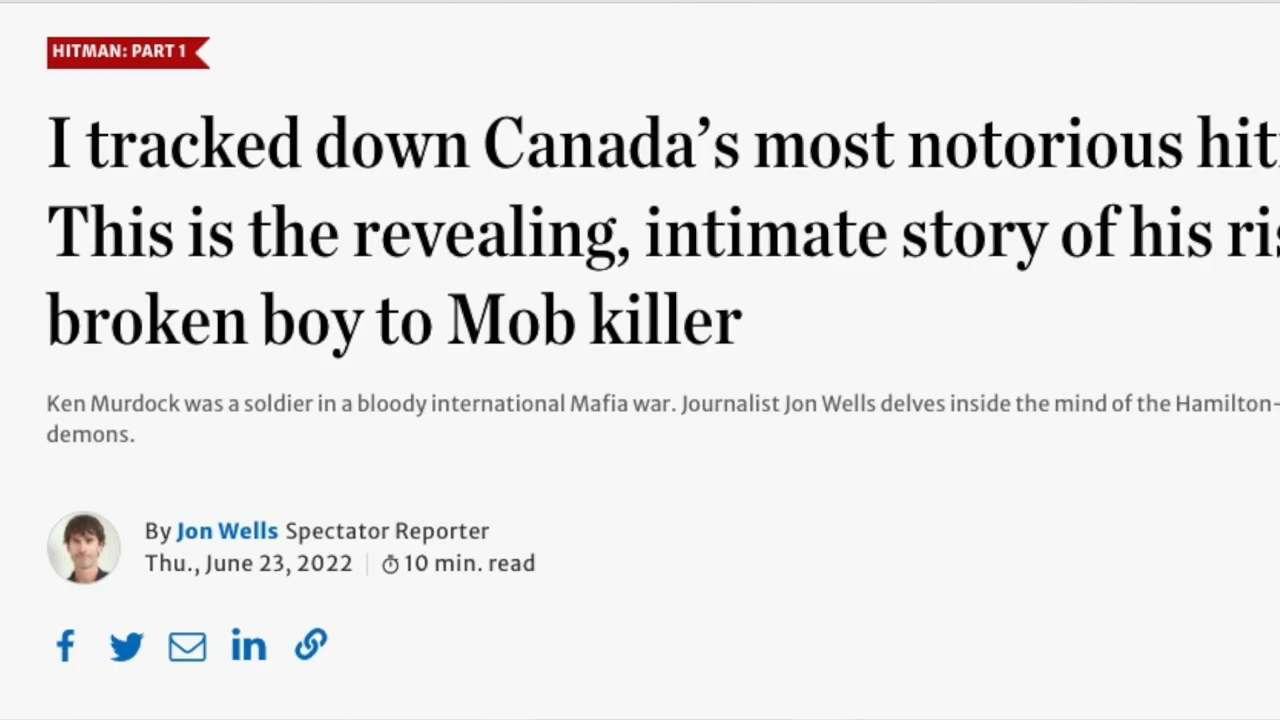 HITMAN: PART 1
I tracked down Canada’s most notorious
This is the revealing, intimate story of his
broken boy to Mob killer
Ken Murdock was a soldier in a bloody international Mafia war. Journalist Jon Wells delves inside the mind of the Hamilton-
demons.
By Jon Wells Spectator Reporter
Thu., June 23, 2022 10 min. read